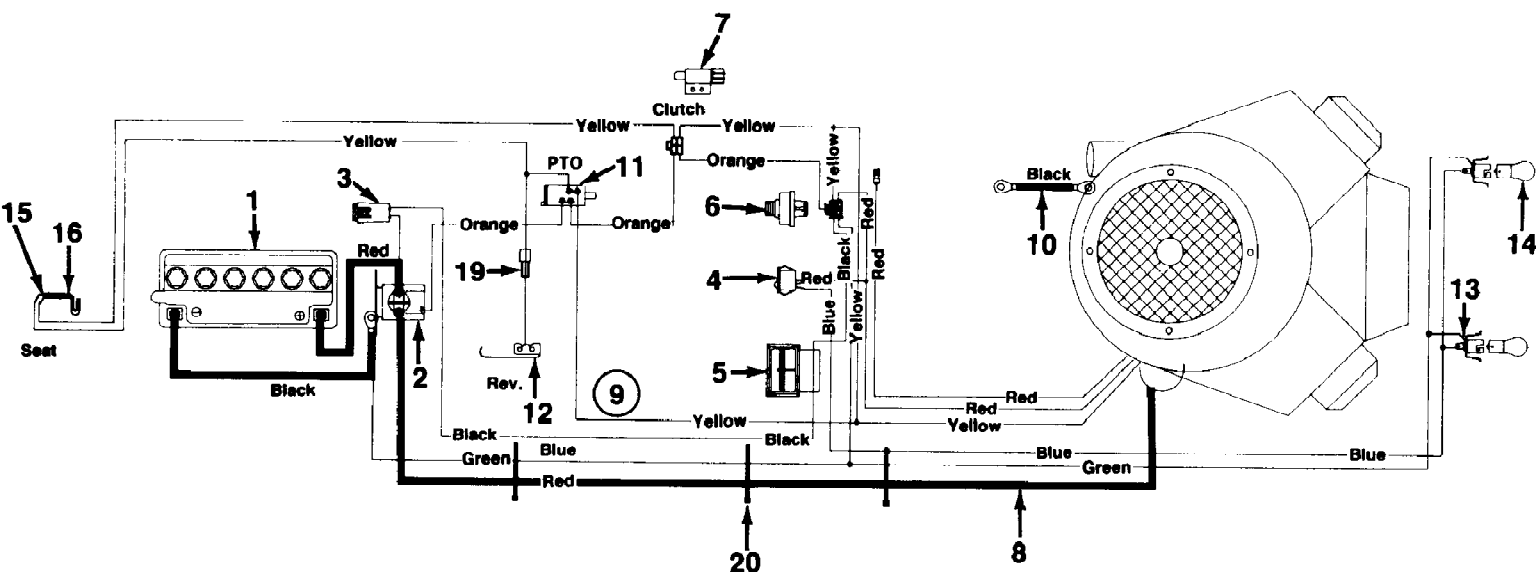 7
Clutch
Yellow
Yellow
Yellow
Yellow
Orange
PTO
11
Black
3
1
15
16
Orange
Orange
6
Red
10
14
Red
Black
Red
19
4
Red
13
Blue
Yellow
Seat
2
5
Rev.
12
9
Black
Red
Red
Yellow
Yellow
Black
Black
Blue
Blue
Blue
Green
Green
Red
20
8